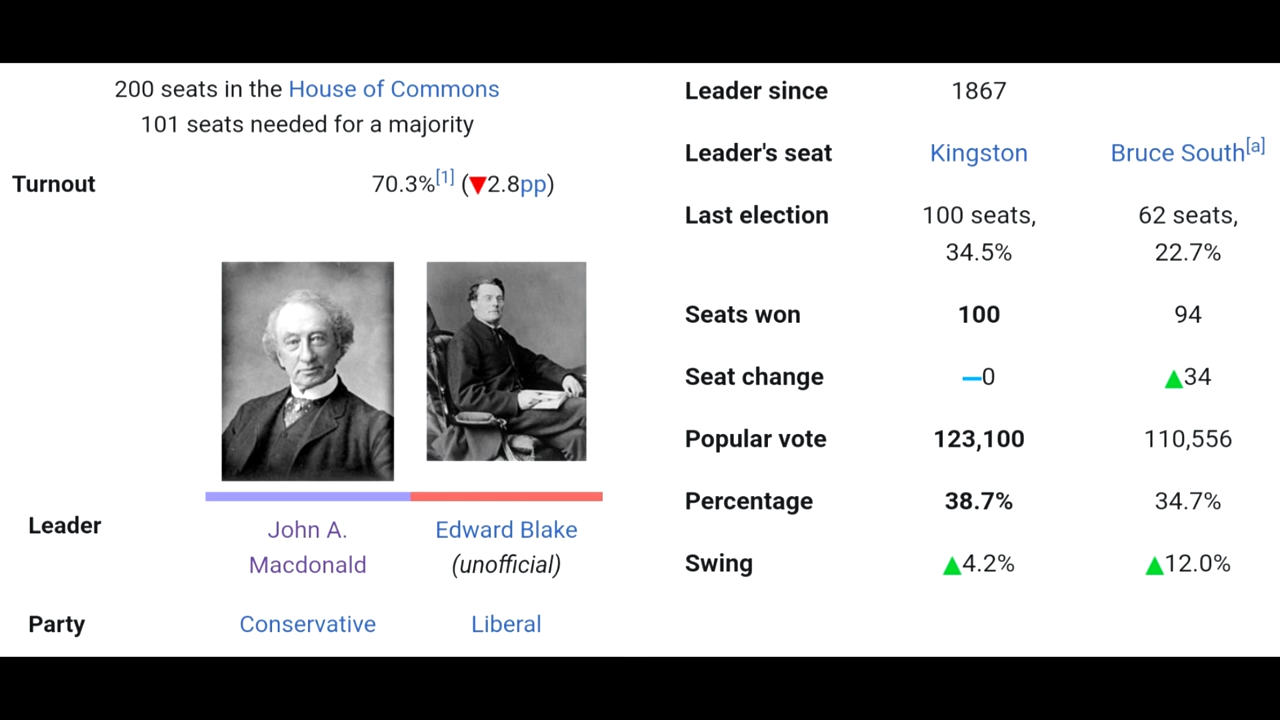 200 seats in the House of Commons
101 seats needed for a majority
Turnout 70.3%[1] (▼2.8pp)
Leader John A. Macdonald Edward Blake (unofficial)
Party Conservative Liberal
Leader since 1867
Leader's seat Kingston Bruce South[a]
Last election 100 seats, 34.5% 62 seats, 22.7%
Seats won 100 94
Seat change –0 ▲34
Popular vote 123,100 110,556
Percentage 38.7% 34.7%
Swing ▲4.2% ▲12.0%